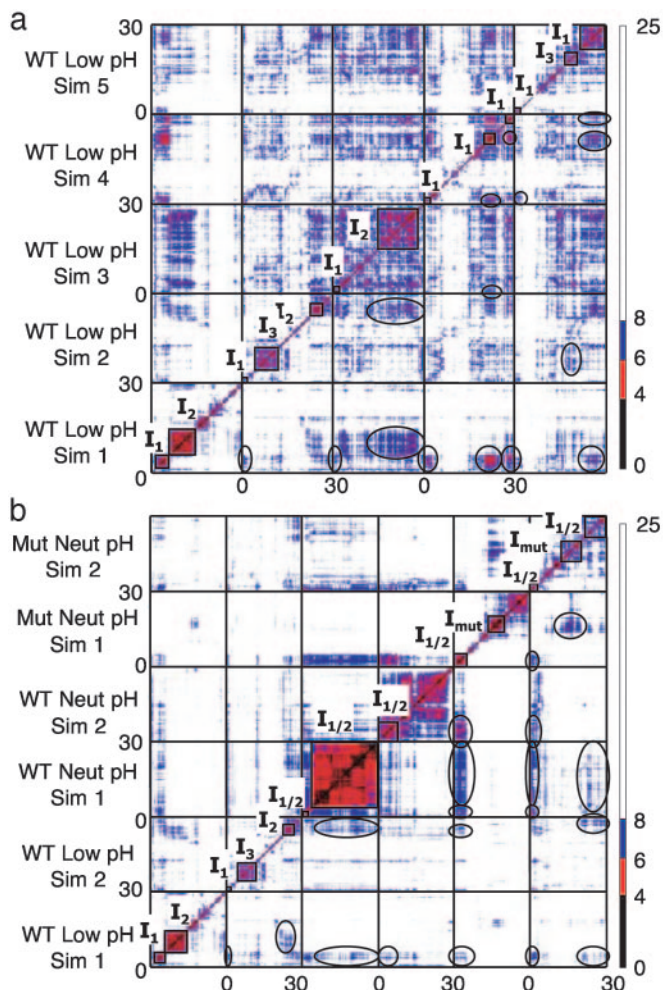 a
30
25
WT Low pH
Sim 5
I1
I3
I1
0
I1
WT Low pH
Sim 4
I1
I1
30
WT Low pH
Sim 3
I2
I1
0
8
WT Low pH
Sim 2
I3
I2
6
I1
30
4
WT Low pH
Sim 1
I2
I1
0
0
0 30 0 30
b
30
25
Mut Neut pH
Sim 2
I1/2
Imut
I1/2
30
Mut Neut pH
Sim 1
Imut
I1/2
0
WT Neut pH
Sim 2
I1/2
30
WT Neut pH
Sim 1
I1/2
I1/2
0
8
WT Low pH
Sim 2
I2
I3
6
I1
30
4
WT Low pH
Sim 1
I2
I1
0
0
0 30 0 30 0 30